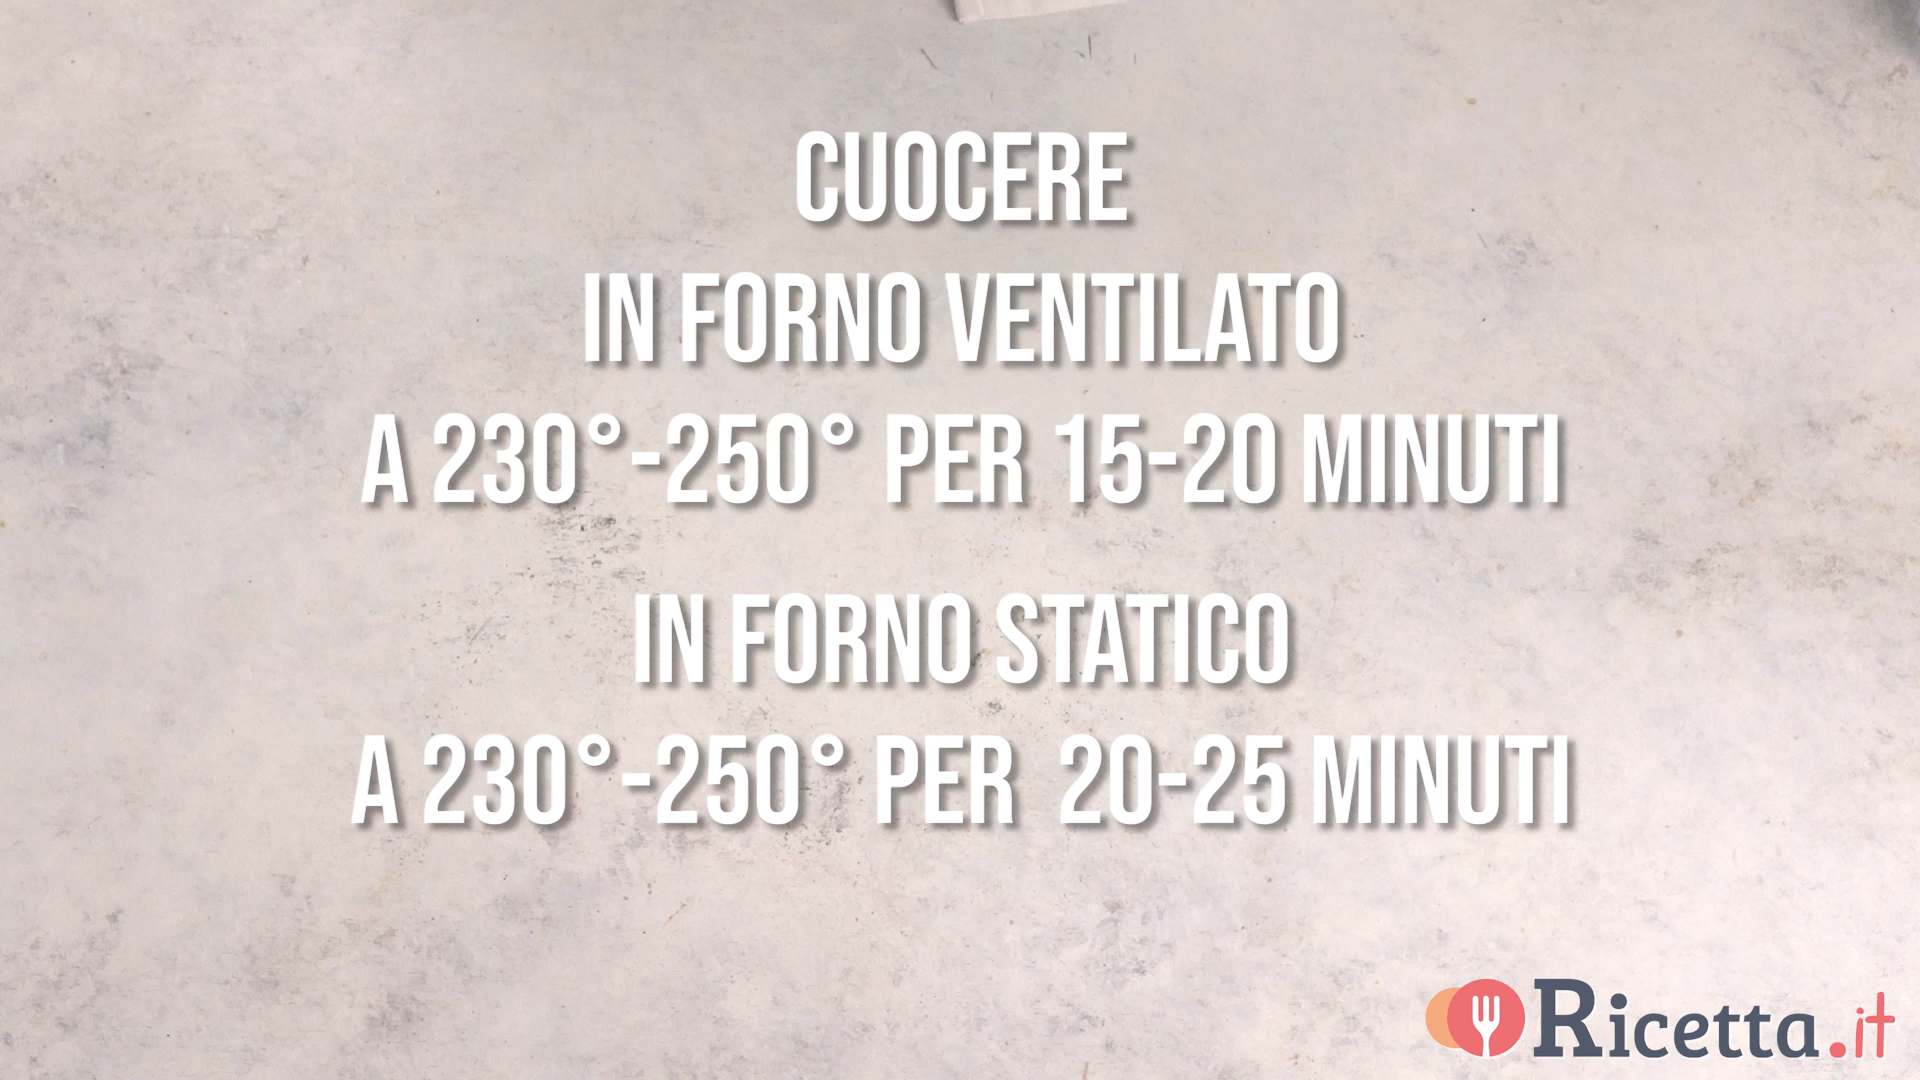 CUOCERE
IN FORNO VENTILATO
A 230°-250° PER 15-20 MINUTI
IN FORNO STATICO
A 230°-250° PER 20-25 MINUTI
Ricetta.it